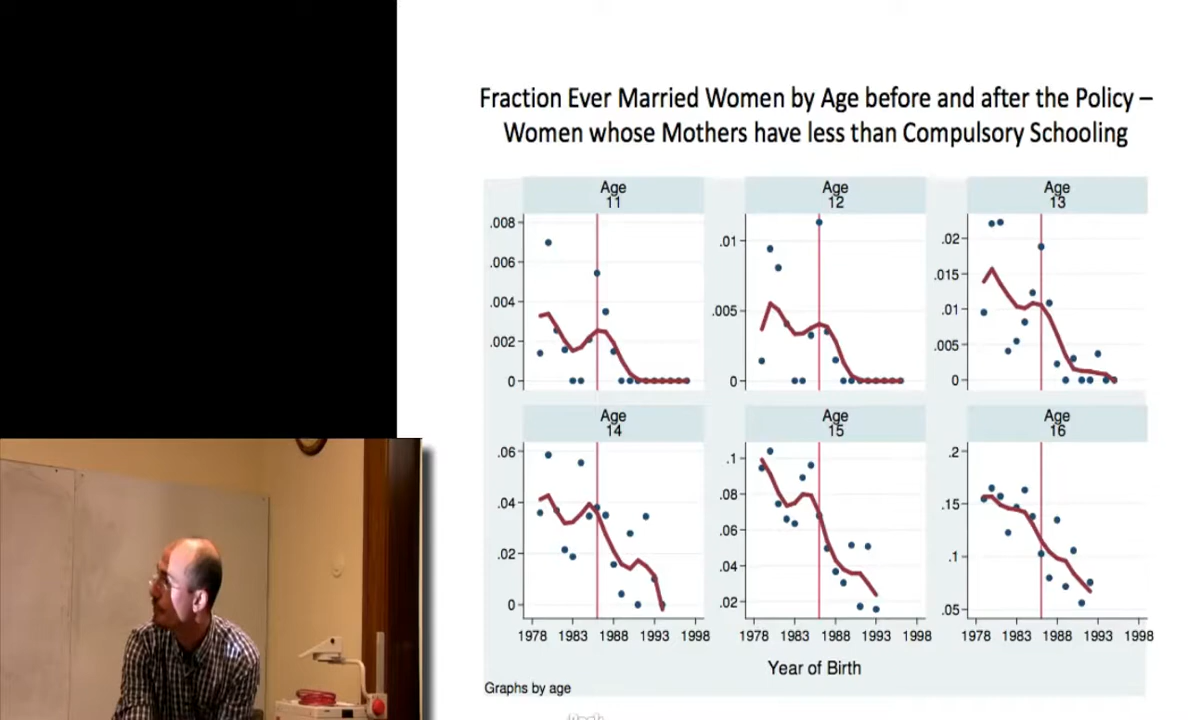 Fraction Ever Married Women by Age before and after the Policy –
Women whose Mothers have less than Compulsory Schooling
Age
11
Age
12
Age
13
.008
.006
.004
.002
0
.01
.005
0
.02
.015
.01
.005
0
Age
14
Age
15
Age
16
.06
.04
.02
0
.1
.08
.06
.04
.02
.2
.15
.1
.05
1978 1983 1988 1993 1998
1978 1983 1988 1993 1998
1978 1983 1988 1993 1998
Year of Birth
Graphs by age